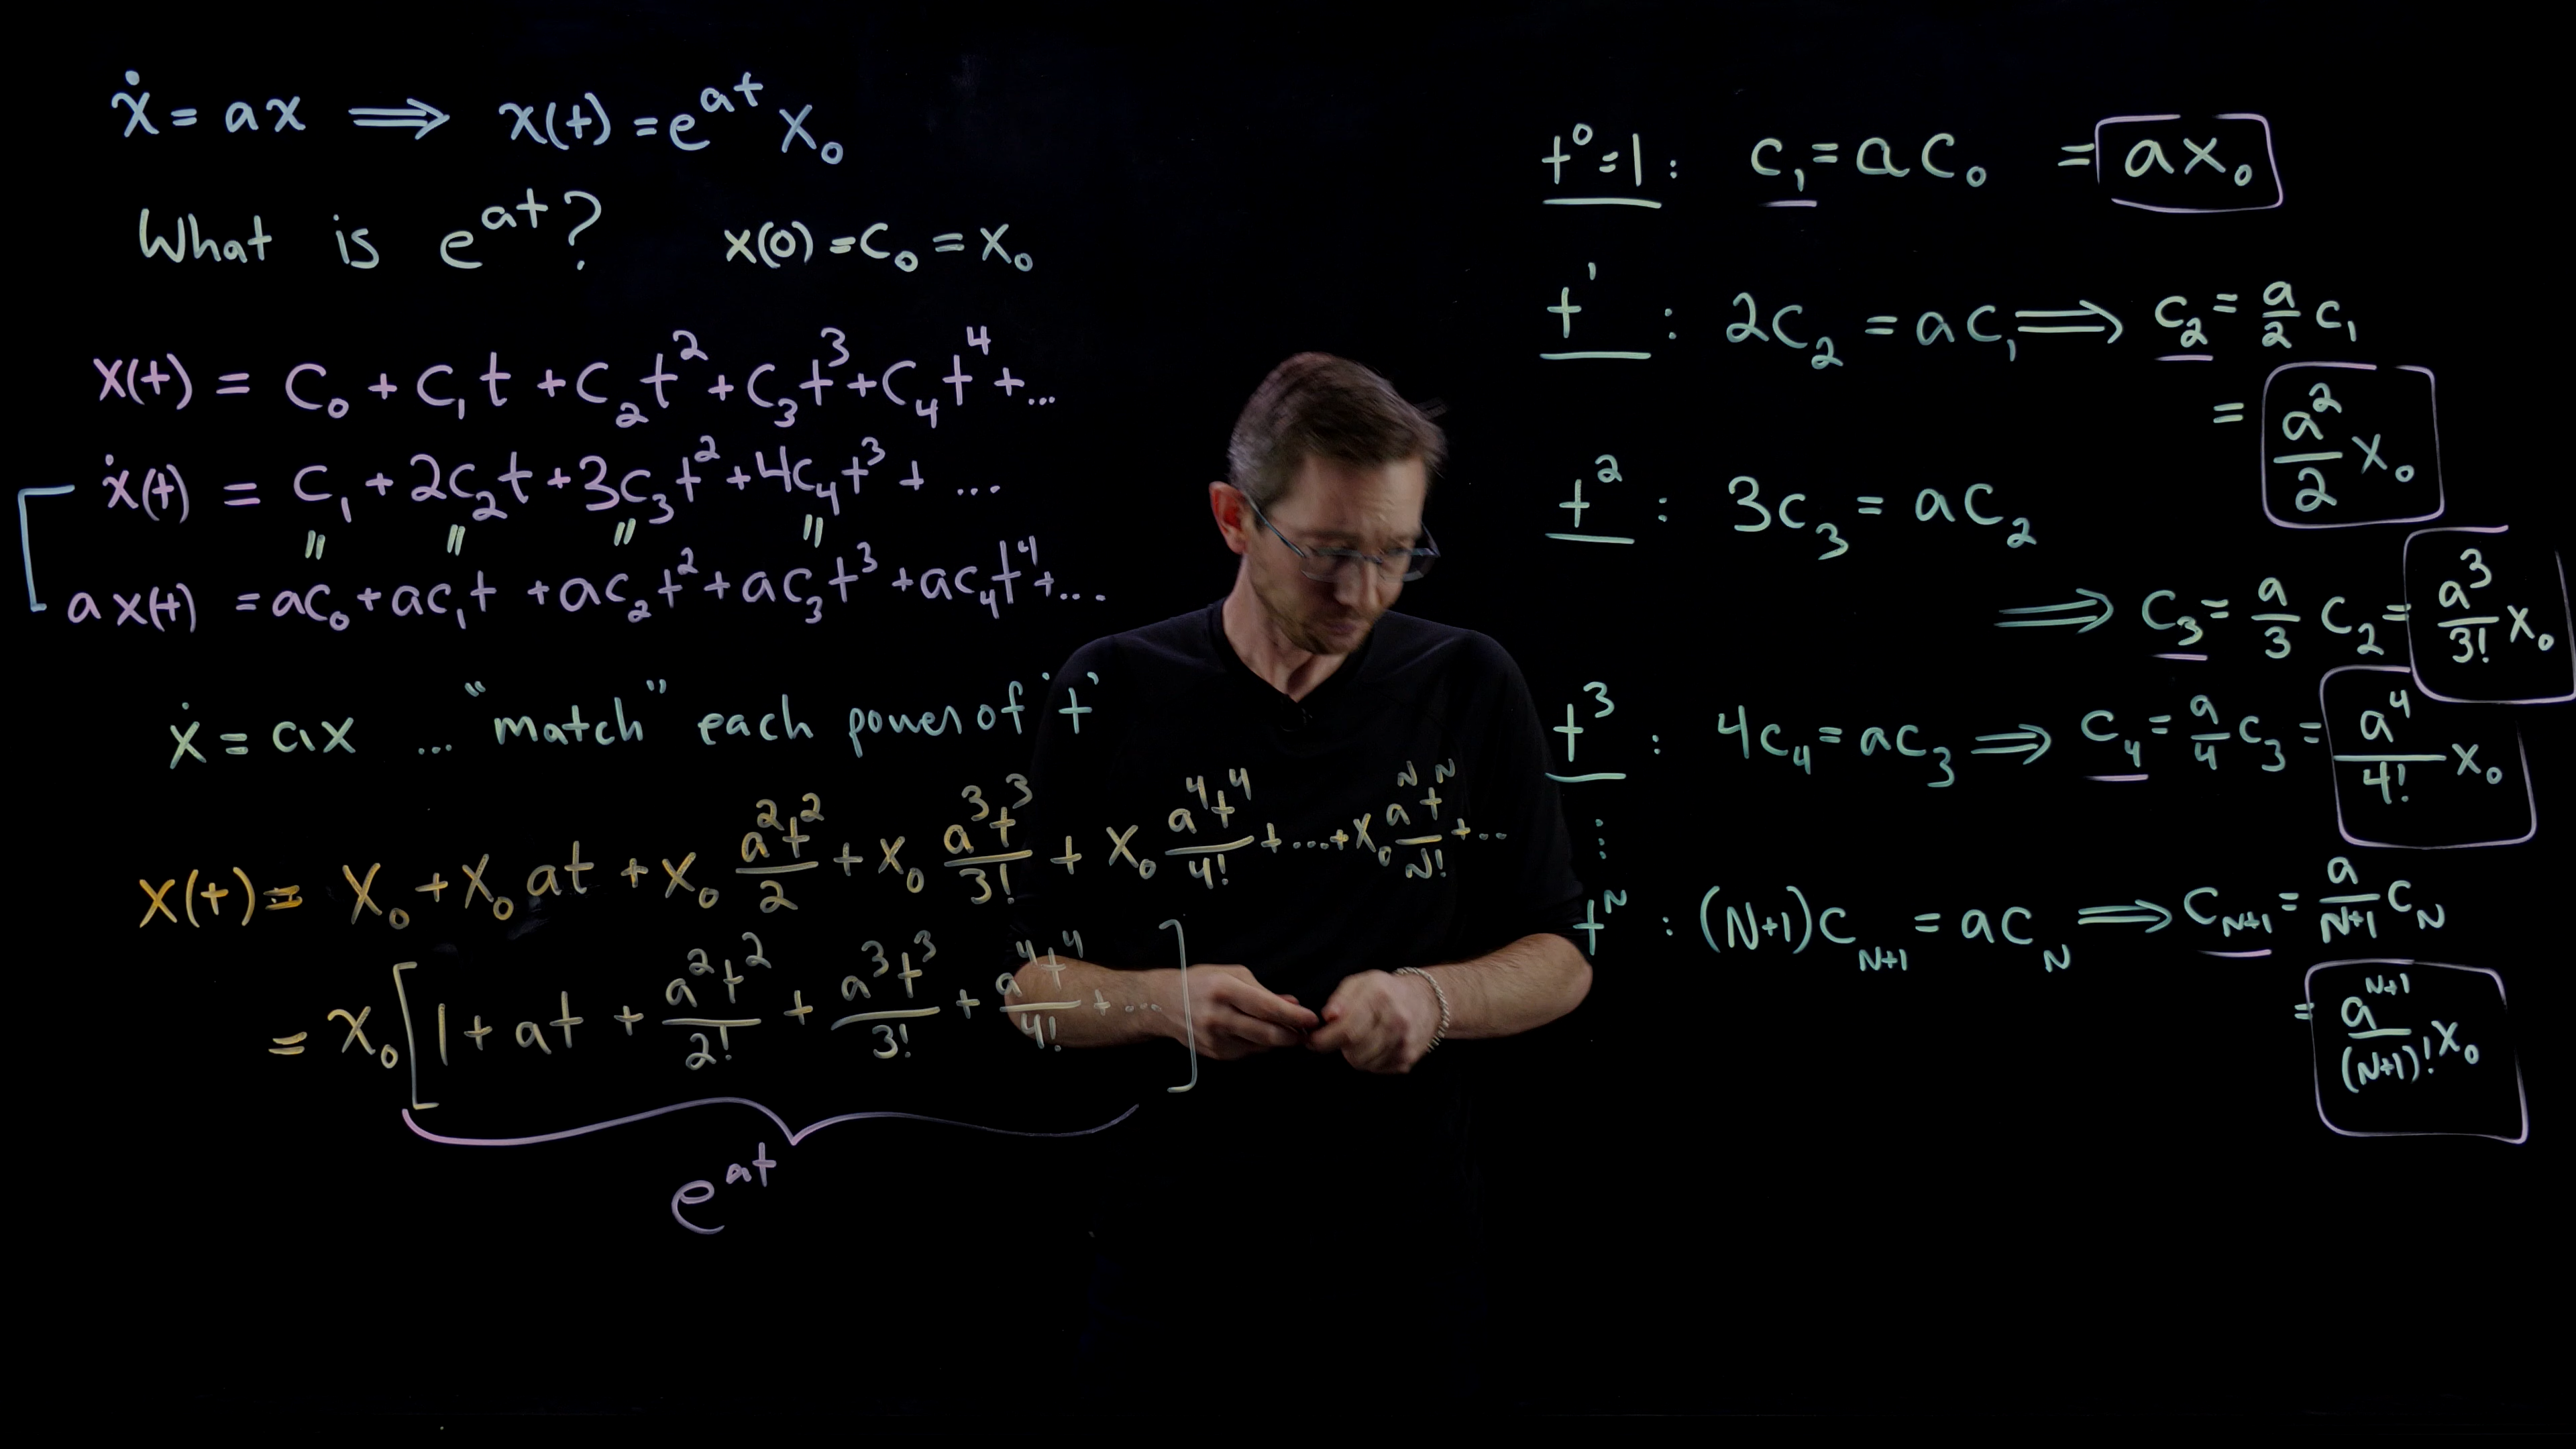 ẋ = ax ⟹ x(t) = e^{at} x₀
What is e^{at}? x(0) = c₀ = x₀
x(t) = c₀ + c₁t + c₂t² + c₃t³ + c₄t⁴ + ...
ẋ(t) = c₁ + 2c₂t + 3c₃t² + 4c₄t³ + ...
= = = =
ax(t) = ac₀ + ac₁t + ac₂t² + ac₃t³ + ac₄t⁴ + ...
ẋ = ax ... "match" each power of 't'
x(t) = x₀ + x₀ at + x₀ a²t²/2 + x₀ a³t³/3! + x₀ a⁴t⁴/4! + ... + x₀ a^N t^N/N! + ...
= x₀ [1 + at + a²t²/2! + a³t³/3! + a⁴t⁴/4! + ...]
e^{at}
t⁰=1 : c₁ = a c₀ = ax₀
t¹ : 2c₂ = ac₁ ⟹ c₂ = a/2 c₁
= a²/2 x₀
t² : 3c₃ = ac₂
⟹ c₃ = a/3 c₂ = a³/3! x₀
t³ : 4c₄ = ac₃ ⟹ c₄ = a/4 c₃ = a⁴/4! x₀
⋮
t^N : (N+1)c_{N+1} = ac_N ⟹ c_{N+1} = a/N+1 c_N
= a^{N+1}/(N+1)! x₀